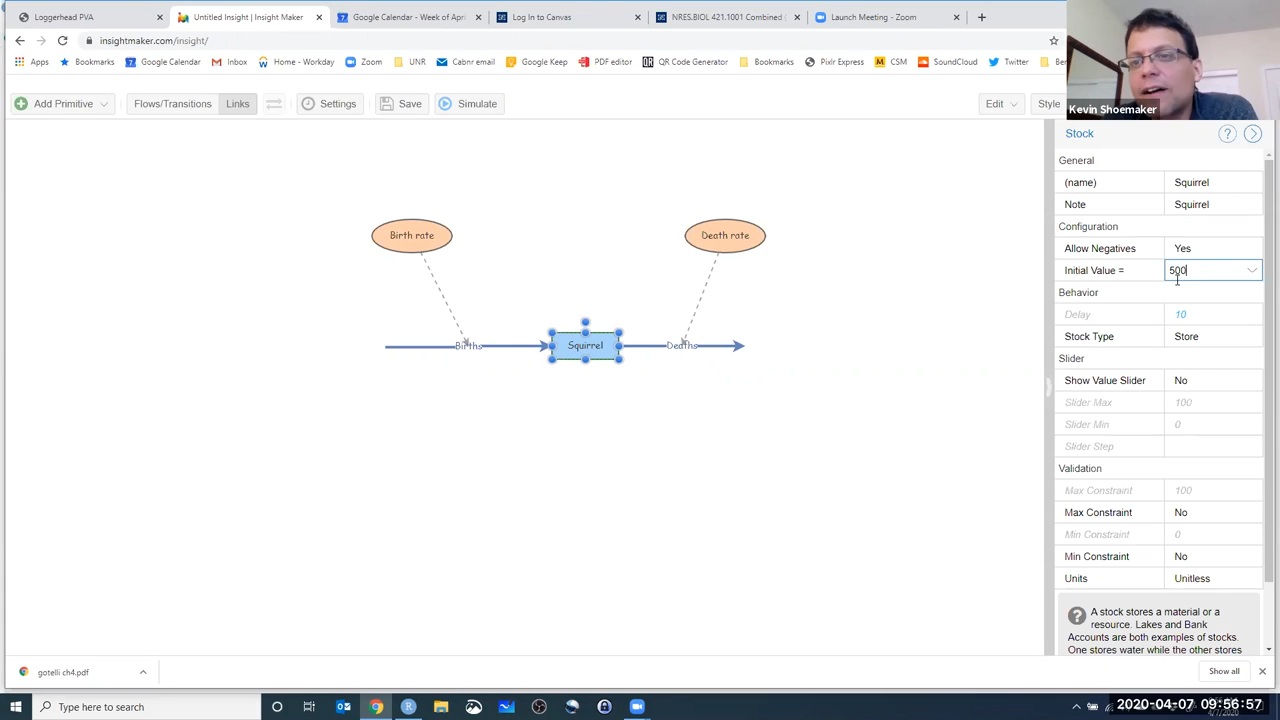 Loggerhead PVA
Untitled Insight | Insight Maker
Google Calendar - Week of Apri
Log In to Canvas
NRES.BIOL 421.1001 Combined (
Launch Meeting - Zoom
insightmaker.com/insight/
Apps
Bookmarks
Google Calendar
Inbox
Home - Workday
Zoom
UNR
Cabnr email
Google Keep
PDF editor
QR Code Generator
Bookmarks
Pixlr Express
CSM
SoundCloud
Twitter
Ber
Kevin Shoemaker
Add Primitive
Flows/Transitions
Links
Settings
Save
Simulate
Edit
Style
Stock
General
(name) Squirrel
Note Squirrel
Configuration
Allow Negatives Yes
Initial Value = 500
Behavior
Delay 10
Stock Type Store
Slider
Show Value Slider No
Slider Max 100
Slider Min 0
Slider Step
Validation
Max Constraint 100
Max Constraint No
Min Constraint 0
Min Constraint No
Units Unitless
A stock stores a material or a
resource. Lakes and Bank
Accounts are both examples of stocks.
One stores water while the other stores
Birth rate
Death rate
Births
Squirrel
Deaths
gotelli ch4.pdf
Show all
Type here to search
2020-04-07 09:56:57